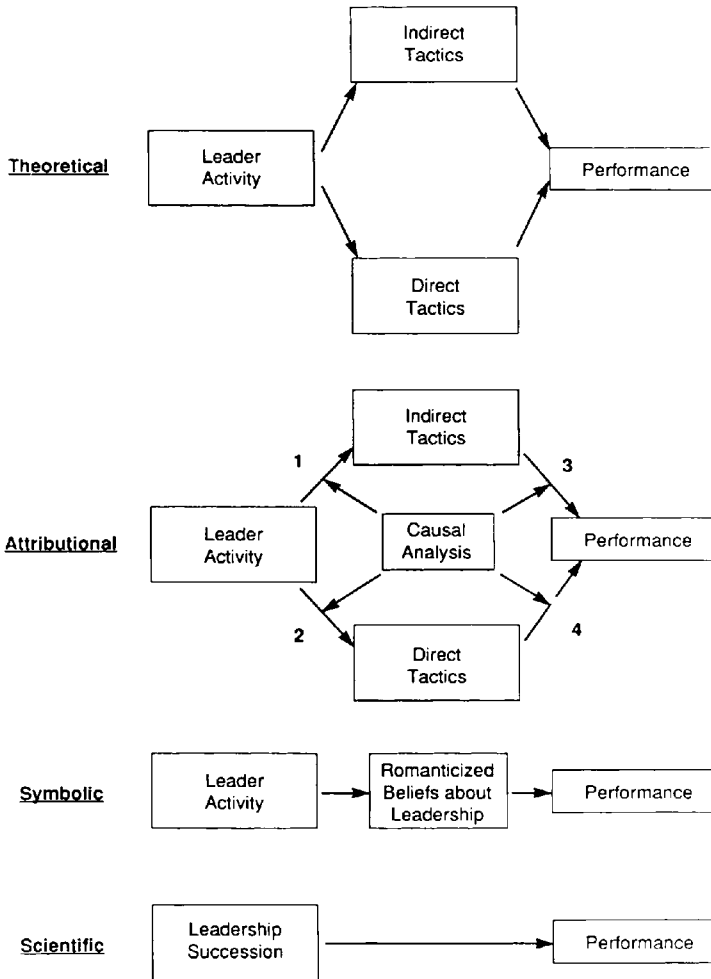 Indirect
Tactics
Theoretical
Leader
Activity
Performance
Direct
Tactics
Indirect
Tactics
1
3
Attributional
Leader
Activity
Causal
Analysis
Performance
2
4
Direct
Tactics
Symbolic
Leader
Activity
Romanticized
Beliefs about
Leadership
Performance
Scientific
Leadership
Succession
Performance